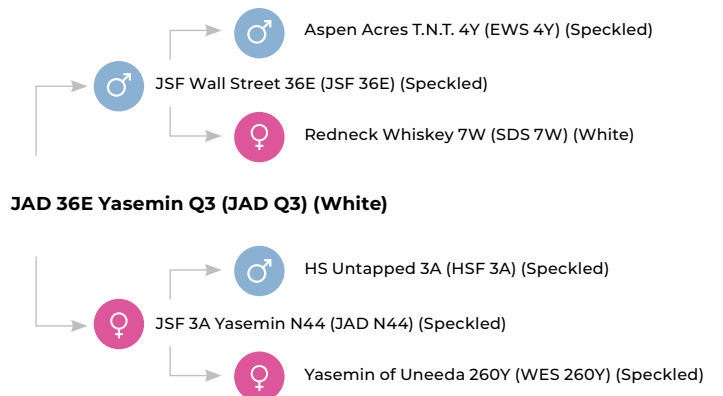 Aspen Acres T.N.T. 4Y (EWS 4Y) (Speckled)
JSF Wall Street 36E (JSF 36E) (Speckled)
Redneck Whiskey 7W (SDS 7W) (White)
JAD 36E Yasemin Q3 (JAD Q3) (White)
HS Untapped 3A (HSF 3A) (Speckled)
JSF 3A Yasemin N44 (JAD N44) (Speckled)
Yasemin of Uneeda 260Y (WES 260Y) (Speckled)